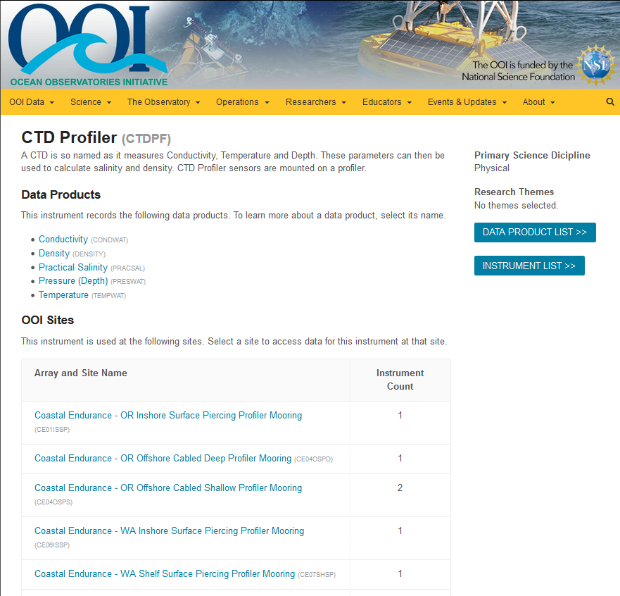 OOI
OCEAN OBSERVATORIES INITIATIVE
The OOI is funded by the
National Science Foundation
NSF
OOI Data
Science
The Observatory
Operations
Researchers
Educators
Events & Updates
About
CTD Profiler (CTDPF)
A CTD is so named as it measures Conductivity, Temperature and Depth. These parameters can then be
used to calculate salinity and density. CTD Profiler sensors are mounted on a profiler.
Primary Science Dicipline
Physical
Research Themes
No themes selected.
DATA PRODUCT LIST >>
INSTRUMENT LIST >>
Data Products
This instrument records the following data products. To learn more about a data product, select its name.
Conductivity (CONDWAT)
Density (DENSITY)
Practical Salinity (PRACSAL)
Pressure (Depth) (PRESWAT)
Temperature (TEMPWAT)
OOI Sites
This instrument is used at the following sites. Select a site to access data for this instrument at that site.
Array and Site Name
Instrument
Count
Coastal Endurance - OR Inshore Surface Piercing Profiler Mooring
(CE01ISSP)
1
Coastal Endurance - OR Offshore Cabled Deep Profiler Mooring (CE04OSPD)
1
Coastal Endurance - OR Offshore Cabled Shallow Profiler Mooring
(CE04OSPS)
2
Coastal Endurance - WA Inshore Surface Piercing Profiler Mooring
(CE06ISSP)
1
Coastal Endurance - WA Shelf Surface Piercing Profiler Mooring (CE07SHSP)
1